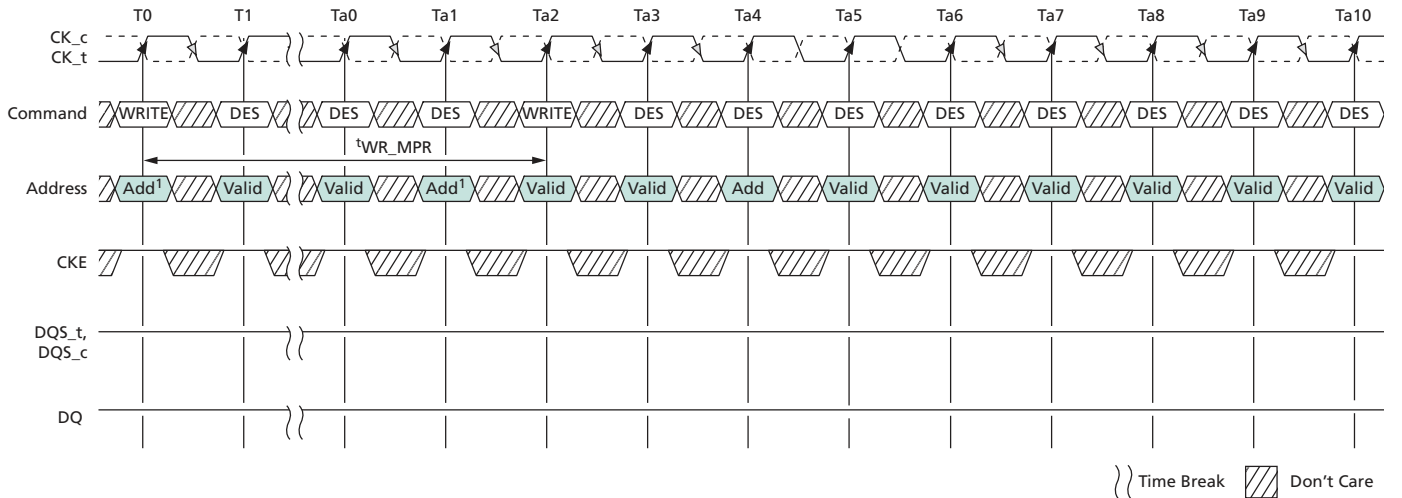 T0 T1 Ta0 Ta1 Ta2 Ta3 Ta4 Ta5 Ta6 Ta7 Ta8 Ta9 Ta10
CK_c
CK_t
Command WRITE DES DES DES WRITE DES DES DES DES DES DES DES DES
tWR_MPR
Address Add1 Valid Valid Add1 Valid Valid Add Valid Valid Valid Valid Valid Valid
CKE
DQS_t,
DQS_c
DQ
Time Break Don't Care